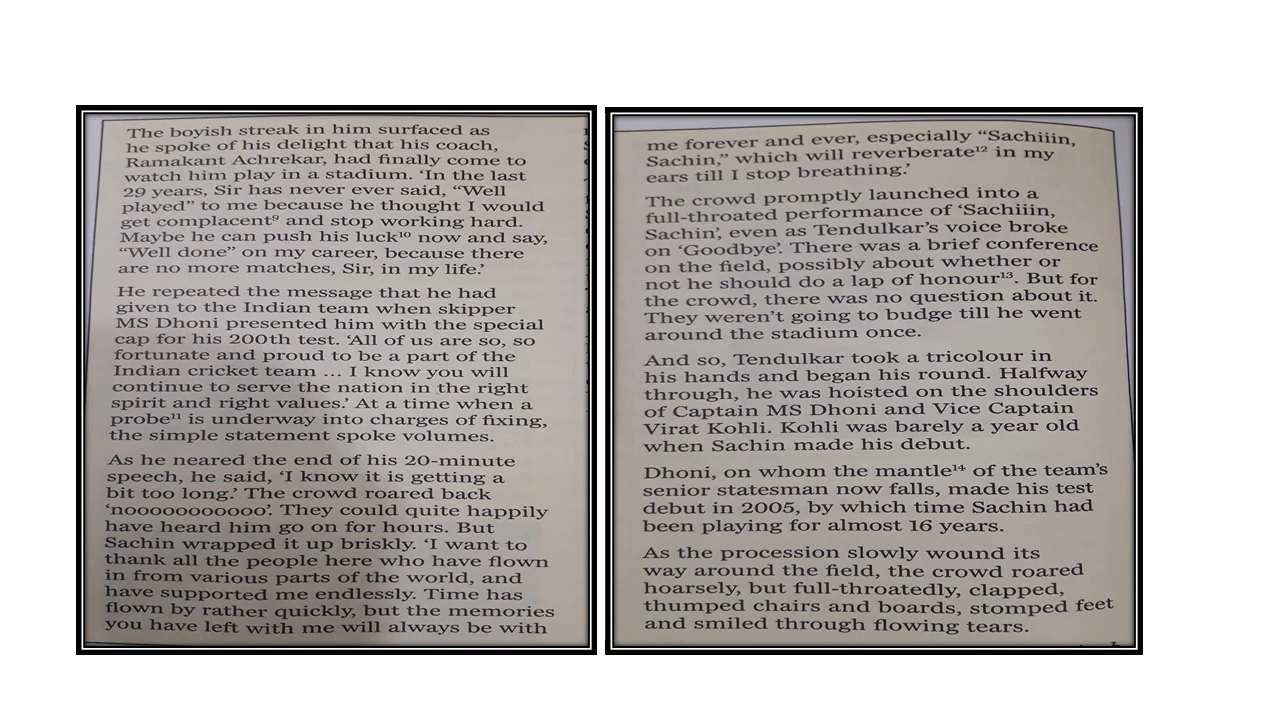 The boyish streak in him surfaced as
he spoke of his delight that his coach,
Ramakant Achrekar, had finally come to
watch him play in a stadium. ‘In the last
29 years, Sir has never ever said, “Well
played” to me because he thought I would
get complacent⁹ and stop working hard.
Maybe he can push his luck¹⁰ now and say,
“Well done” on my career, because there
are no more matches, Sir, in my life.’
He repeated the message that he had
given to the Indian team when skipper
MS Dhoni presented him with the special
cap for his 200th test. ‘All of us are so, so
fortunate and proud to be a part of the
Indian cricket team ... I know you will
continue to serve the nation in the right
spirit and right values.’ At a time when a
probe¹¹ is underway into charges of fixing,
the simple statement spoke volumes.
As he neared the end of his 20-minute
speech, he said, ‘I know it is getting a
bit too long.’ The crowd roared back
‘nooooooooooo’. They could quite happily
have heard him go on for hours. But
Sachin wrapped it up briskly. ‘I want to
thank all the people here who have flown
in from various parts of the world, and
have supported me endlessly. Time has
flown by rather quickly, but the memories
you have left with me will always be with
me forever and ever, especially “Sachiiin,
Sachin,” which will reverberate¹² in my
ears till I stop breathing.’
The crowd promptly launched into a
full-throated performance of ‘Sachiiin,
Sachin’, even as Tendulkar’s voice broke
on ‘Goodbye’. There was a brief conference
on the field, possibly about whether or
not he should do a lap of honour¹³. But for
the crowd, there was no question about it.
They weren’t going to budge till he went
around the stadium once.
And so, Tendulkar took a tricolour in
his hands and began his round. Halfway
through, he was hoisted on the shoulders
of Captain MS Dhoni and Vice Captain
Virat Kohli. Kohli was barely a year old
when Sachin made his debut.
Dhoni, on whom the mantle¹⁴ of the team’s
senior statesman now falls, made his test
debut in 2005, by which time Sachin had
been playing for almost 16 years.
As the procession slowly wound its
way around the field, the crowd roared
hoarsely, but full-throatedly, clapped,
thumped chairs and boards, stomped feet
and smiled through flowing tears.